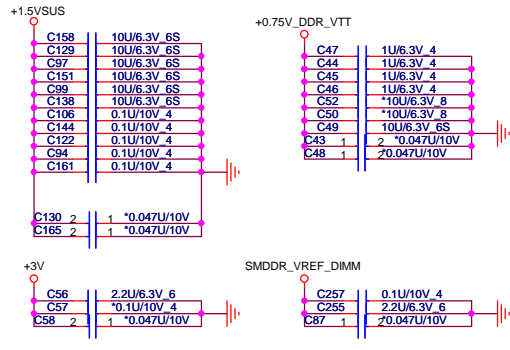 +1.5VSUS
C158 10U/6.3V_6S
C129 10U/6.3V_6S
C97 10U/6.3V_6S
C151 10U/6.3V_6S
C99 10U/6.3V_6S
C138 10U/6.3V_6S
C106 0.1U/10V_4
C144 0.1U/10V_4
C122 0.1U/10V_4
C94 0.1U/10V_4
C161 0.1U/10V_4
C130 2 1 *0.047U/10V
C165 2 1 *0.047U/10V
+0.75V_DDR_VTT
C47 1U/6.3V_4
C44 1U/6.3V_4
C45 1U/6.3V_4
C46 1U/6.3V_4
C52 *10U/6.3V_8
C50 *10U/6.3V_8
C49 10U/6.3V_6S
C43 1 2 *0.047U/10V
C48 1 2 *0.047U/10V
+3V
C56 2.2U/6.3V_6
C57 *0.1U/10V_4
C58 2 1 *0.047U/10V
SMDDR_VREF_DIMM
C257 0.1U/10V_4
C255 2.2U/6.3V_6
C87 1 2 *0.047U/10V